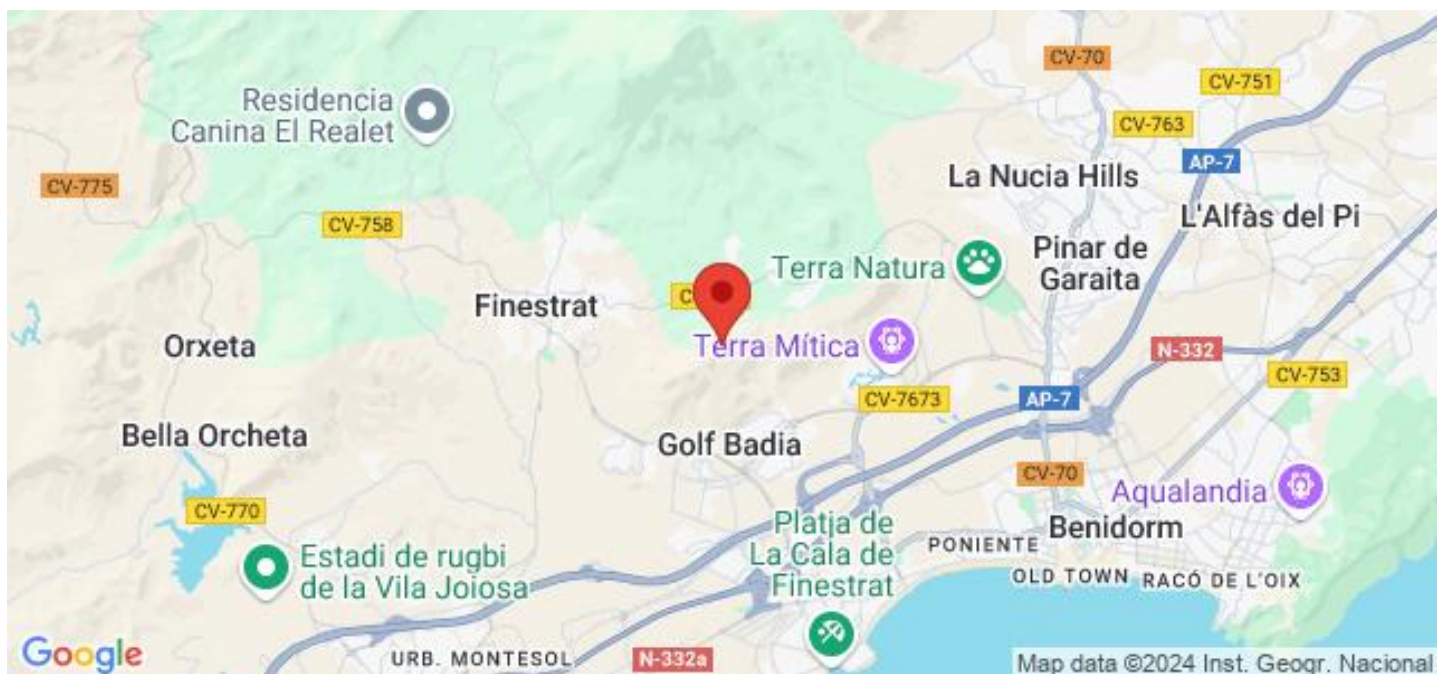 CV-70
CV-751
Residencia
Canina El Realet
CV-763
AP-7
La Nucia Hills
CV-775
CV-758
L'Alfàs del Pi
Terra Natura
Pinar de
Garaita
Finestrat
Orxeta
Terra Mítica
N-332
CV-753
CV-7673
AP-7
Bella Orcheta
Golf Badia
CV-70
Aqualandia
CV-770
Platja de
La Cala de
Finestrat
Benidorm
PONIENTE
Estadi de rugbi
de la Vila Joiosa
OLD TOWN
RACÓ DE L'OIX
Google
URB. MONTESOL
N-332a
Map data ©2024 Inst. Geogr. Nacional